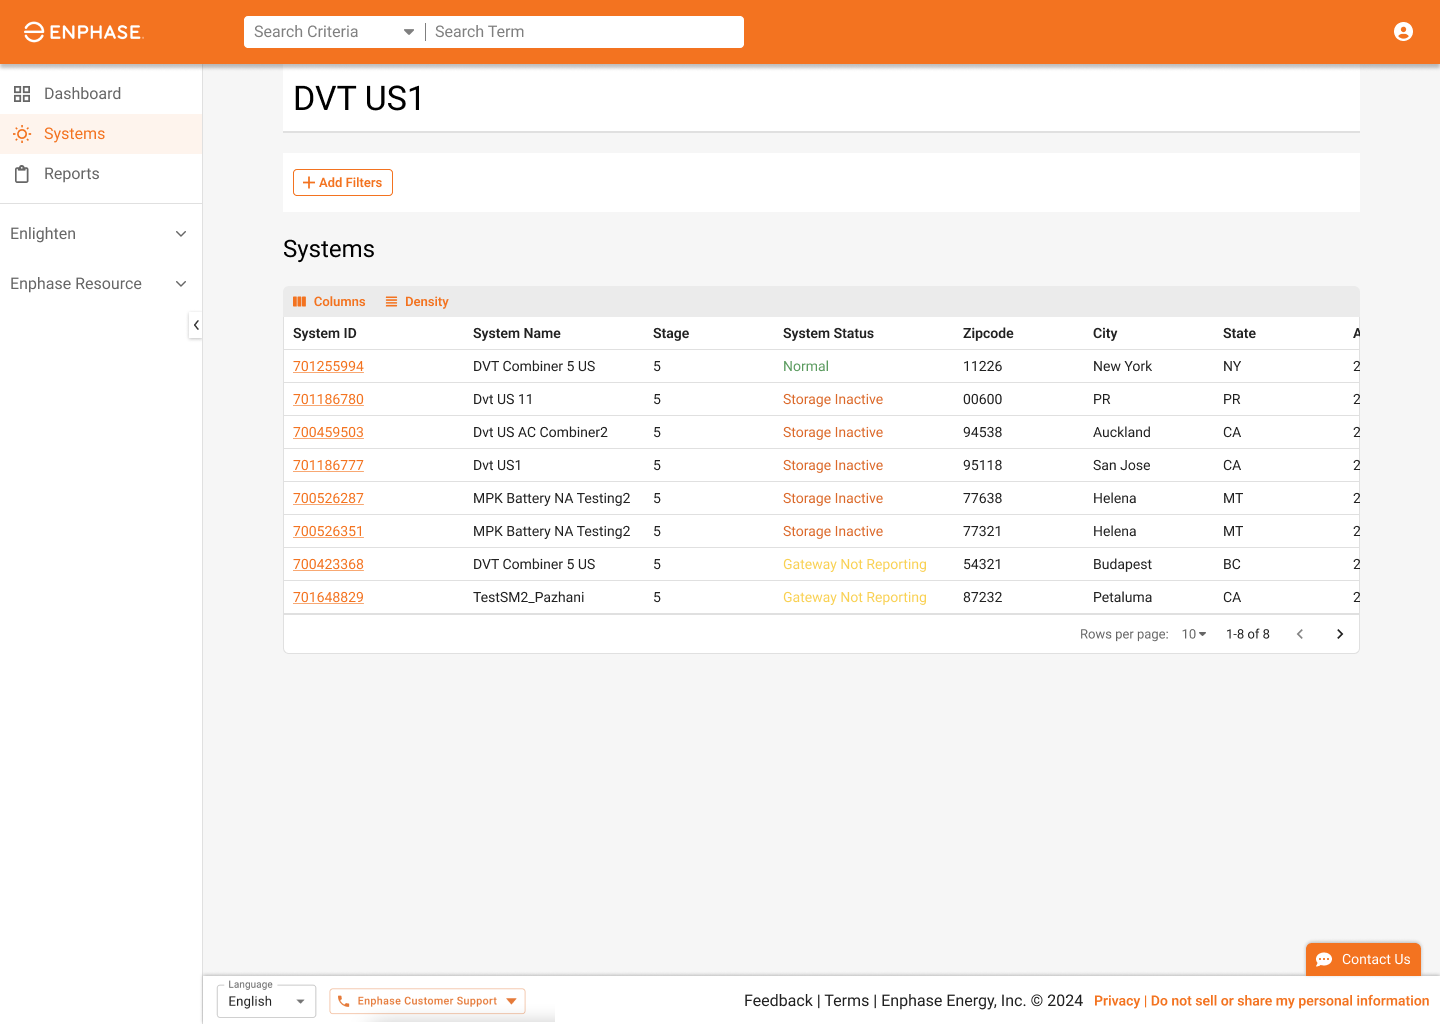 ENPHASE
Search Criteria | Search Term
Dashboard
Systems
Reports
Enlighten
Enphase Resource
DVT US1
Add Filters
Systems
Columns Density
System ID System Name Stage System Status Zipcode City State A
701255994 DVT Combiner 5 US 5 Normal 11226 New York NY 2
701186780 Dvt US 11 5 Storage Inactive 00600 PR PR 2
700459503 Dvt US AC Combiner2 5 Storage Inactive 94538 Auckland CA 2
701186777 Dvt US1 5 Storage Inactive 95118 San Jose CA 2
700526287 MPK Battery NA Testing2 5 Storage Inactive 77638 Helena MT 2
700526351 MPK Battery NA Testing2 5 Storage Inactive 77321 Helena MT 2
700423368 DVT Combiner 5 US 5 Gateway Not Reporting 54321 Budapest BC 2
701648829 TestSM2_Pazhani 5 Gateway Not Reporting 87232 Petaluma CA 2
Rows per page: 10 1-8 of 8
Contact Us
Language
English
Enphase Customer Support
Feedback | Terms | Enphase Energy, Inc. © 2024 Privacy | Do not sell or share my personal information